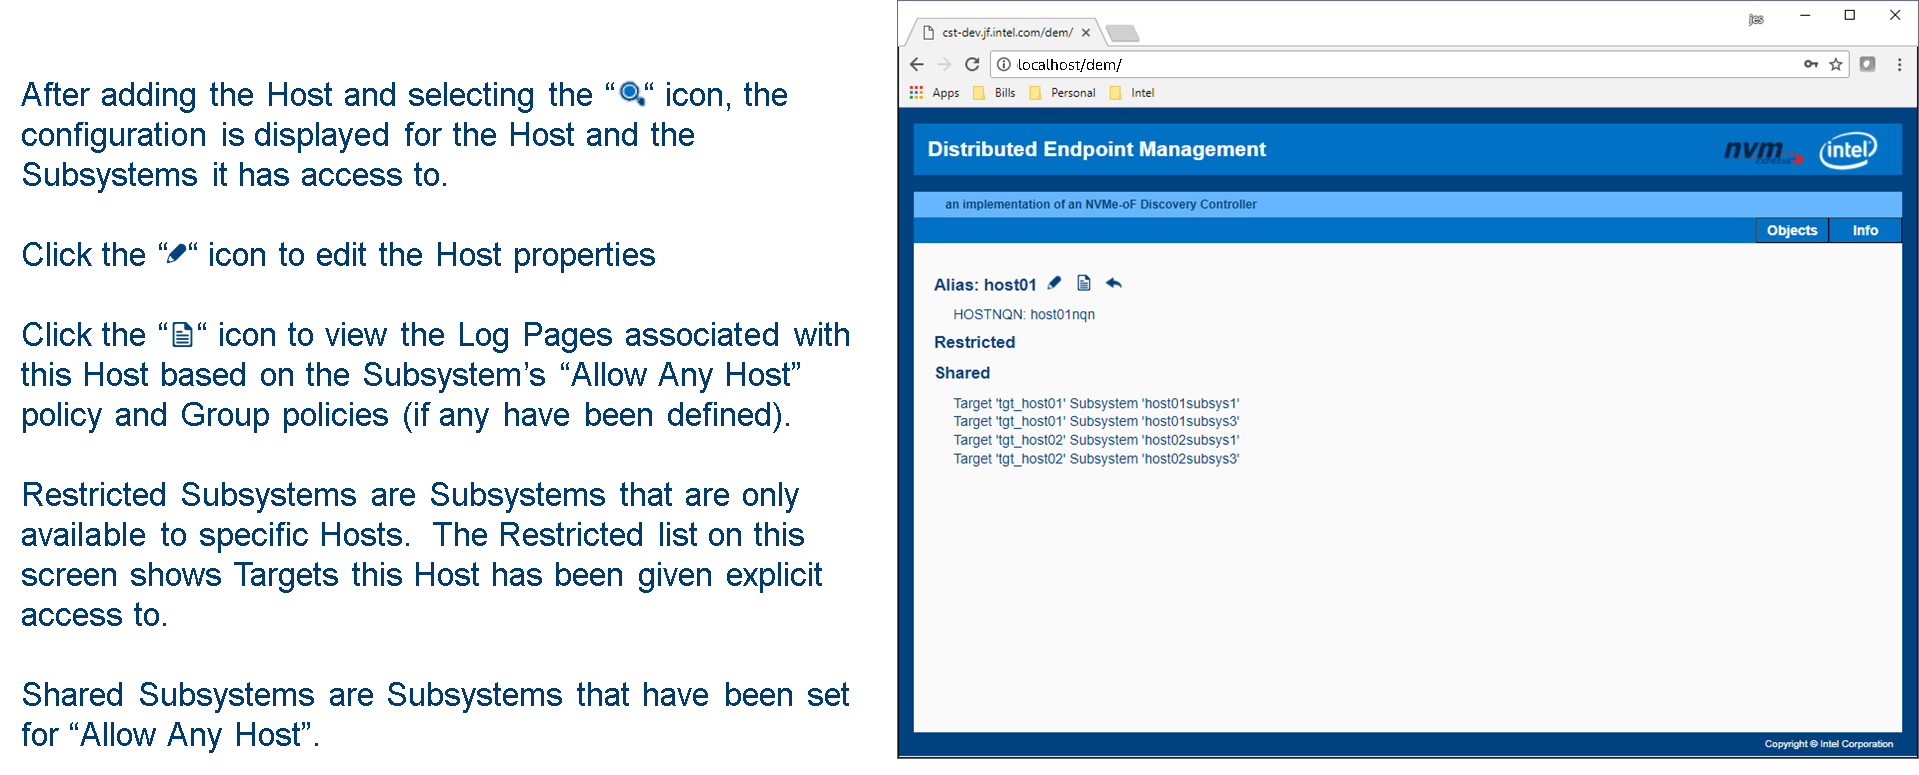 After adding the Host and selecting the “ “ icon, the
configuration is displayed for the Host and the
Subsystems it has access to.
Click the “ “ icon to edit the Host properties
Click the “ “ icon to view the Log Pages associated with
this Host based on the Subsystem’s “Allow Any Host”
policy and Group policies (if any have been defined).
Restricted Subsystems are Subsystems that are only
available to specific Hosts. The Restricted list on this
screen shows Targets this Host has been given explicit
access to.
Shared Subsystems are Subsystems that have been set
for “Allow Any Host”.
jes
cst-dev.jf.intel.com/dem/
localhost/dem/
Apps Bills Personal Intel
Distributed Endpoint Management
nvm EXPRESS intel
an implementation of an NVMe-oF Discovery Controller
Objects Info
Alias: host01
HOSTNQN: host01nqn
Restricted
Shared
Target 'tgt_host01' Subsystem 'host01subsys1'
Target 'tgt_host01' Subsystem 'host01subsys3'
Target 'tgt_host02' Subsystem 'host02subsys1'
Target 'tgt_host02' Subsystem 'host02subsys3'
Copyright © Intel Corporation